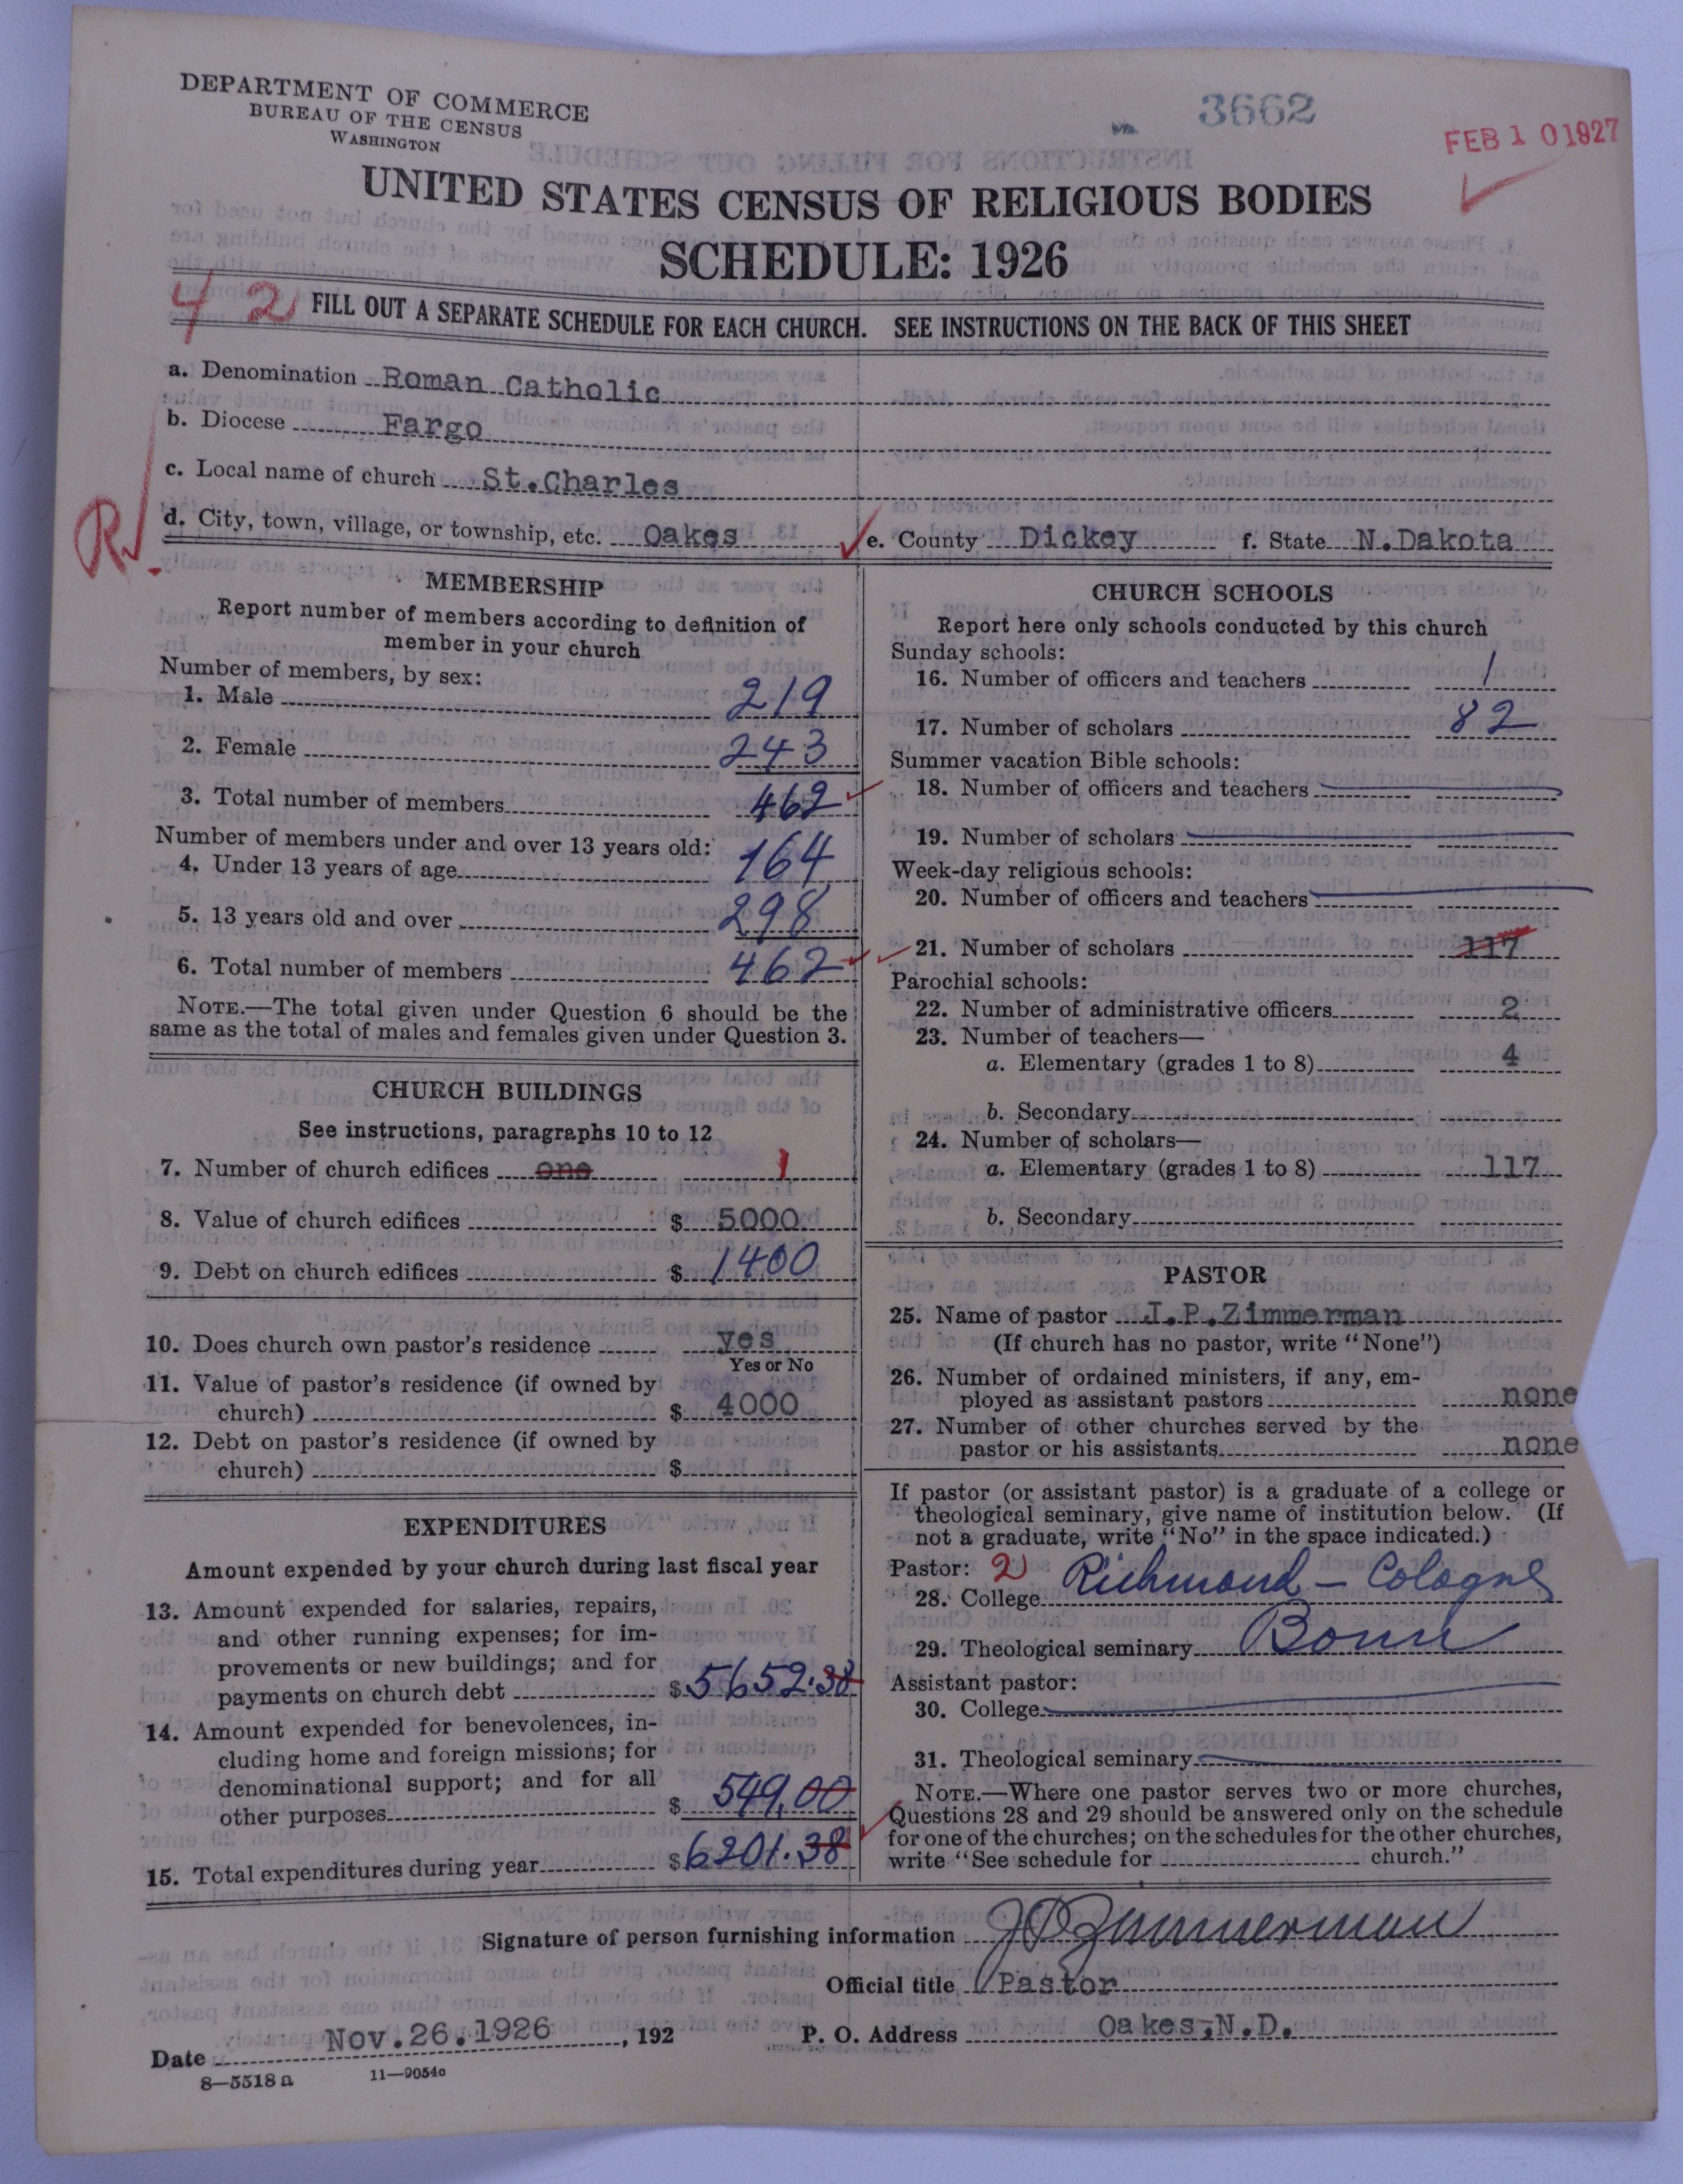 DEPARTMENT OF COMMERCE
BUREAU OF THE CENSUS
WASHINGTON
3662
FEB 10 1927
UNITED STATES CENSUS OF RELIGIOUS BODIES
SCHEDULE: 1926
42
FILL OUT A SEPARATE SCHEDULE FOR EACH CHURCH. SEE INSTRUCTIONS ON THE BACK OF THIS SHEET
a. Denomination Roman Catholic
b. Diocese Fargo
c. Local name of church St.Charles
R
d. City, town, village, or township, etc. Oakes e. County Dickey f. State N.Dakota
MEMBERSHIP
Report number of members according to definition of
member in your church
Number of members, by sex:
1. Male 219
2. Female 243
3. Total number of members 462
Number of members under and over 13 years old:
4. Under 13 years of age 164
5. 13 years old and over 298
6. Total number of members 462
NOTE.—The total given under Question 6 should be the
same as the total of males and females given under Question 3.
CHURCH BUILDINGS
See instructions, paragraphs 10 to 12
7. Number of church edifices one 1
8. Value of church edifices $ 5000
9. Debt on church edifices $ 1400
10. Does church own pastor's residence yes
Yes or No
11. Value of pastor's residence (if owned by
church) $ 4000
12. Debt on pastor's residence (if owned by
church) $
EXPENDITURES
Amount expended by your church during last fiscal year
13. Amount expended for salaries, repairs,
and other running expenses; for im-
provements or new buildings; and for
payments on church debt $ 5652.38
14. Amount expended for benevolences, in-
cluding home and foreign missions; for
denominational support; and for all
other purposes $ 549,00
15. Total expenditures during year $ 6201.38
CHURCH SCHOOLS
Report here only schools conducted by this church
Sunday schools:
16. Number of officers and teachers 1
17. Number of scholars 82
Summer vacation Bible schools:
18. Number of officers and teachers
19. Number of scholars
Week-day religious schools:
20. Number of officers and teachers
21. Number of scholars 117
Parochial schools:
22. Number of administrative officers 2
23. Number of teachers—
a. Elementary (grades 1 to 8) 4
b. Secondary
24. Number of scholars—
a. Elementary (grades 1 to 8) 117
b. Secondary
PASTOR
25. Name of pastor J.P.Zimmerman
(If church has no pastor, write "None")
26. Number of ordained ministers, if any, em-
ployed as assistant pastors none
27. Number of other churches served by the
pastor or his assistants none
If pastor (or assistant pastor) is a graduate of a college or
theological seminary, give name of institution below. (If
not a graduate, write "No" in the space indicated.)
Pastor: 2
28. College Richmond – Cologne
29. Theological seminary Bonn
Assistant pastor:
30. College
31. Theological seminary
NOTE.—Where one pastor serves two or more churches,
Questions 28 and 29 should be answered only on the schedule
for one of the churches; on the schedules for the other churches,
write "See schedule for church."
Signature of person furnishing information JPZimmerman
Official title Pastor
Date Nov.26.1926, 192 P. O. Address Oakes,N.D.
8—5518 a 11—9054c